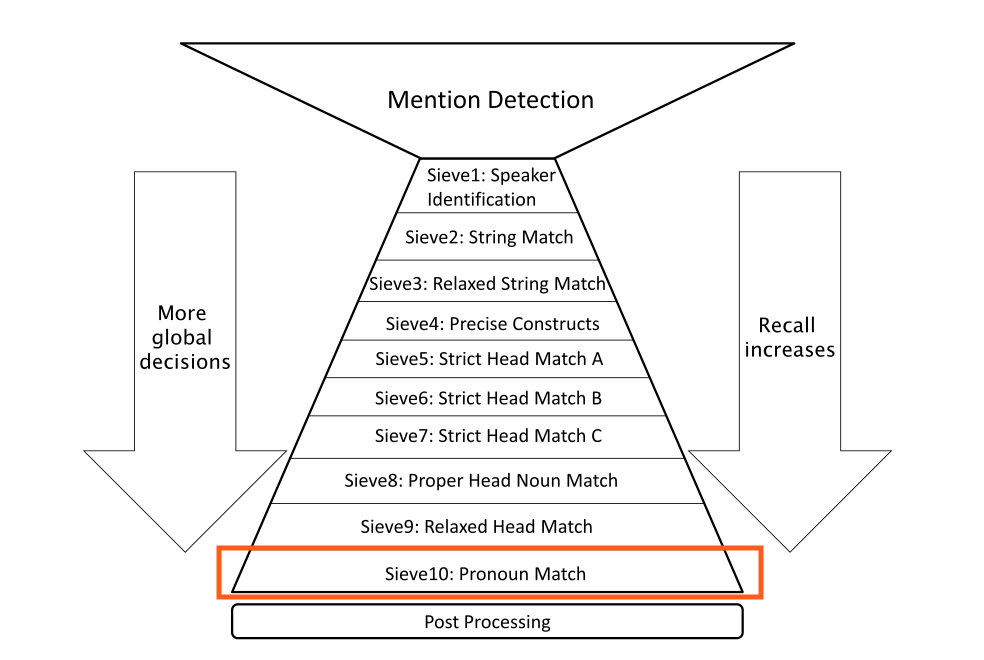 Mention Detection
Sieve1: Speaker
Identification
Sieve2: String Match
Sieve3: Relaxed String Match
Sieve4: Precise Constructs
Sieve5: Strict Head Match A
Sieve6: Strict Head Match B
Sieve7: Strict Head Match C
Sieve8: Proper Head Noun Match
Sieve9: Relaxed Head Match
Sieve10: Pronoun Match
Post Processing
More
global
decisions
Recall
increases